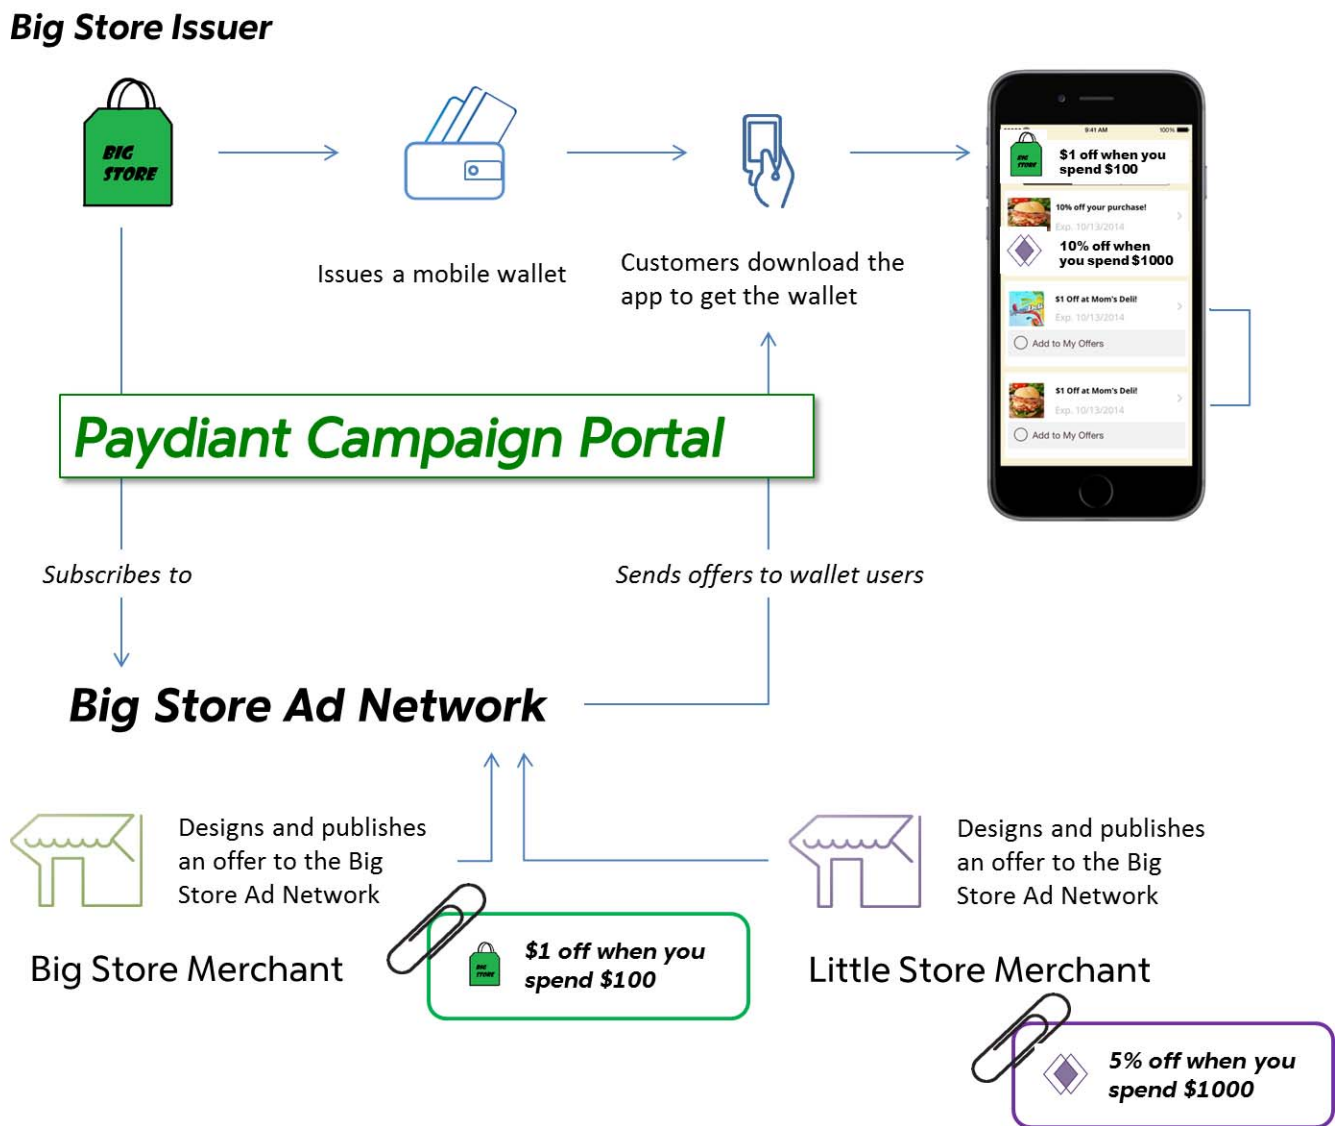 Big Store Issuer
BIG
STORE
Issues a mobile wallet
Customers download the
app to get the wallet
9:41 AM 100%
BIG
STORE
$1 off when you
spend $100
10% off your purchase!
Exp. 10/13/2014
10% off when
you spend $1000
$1 Off at Mom's Deli!
Exp. 10/13/2014
Add to My Offers
$1 Off at Mom's Deli!
Exp. 10/13/2014
Add to My Offers
Paydiant Campaign Portal
Subscribes to
Sends offers to wallet users
Big Store Ad Network
Designs and publishes
an offer to the Big
Store Ad Network
Big Store Merchant
BIG
STORE
$1 off when you
spend $100
Designs and publishes
an offer to the Big
Store Ad Network
Little Store Merchant
5% off when you
spend $1000